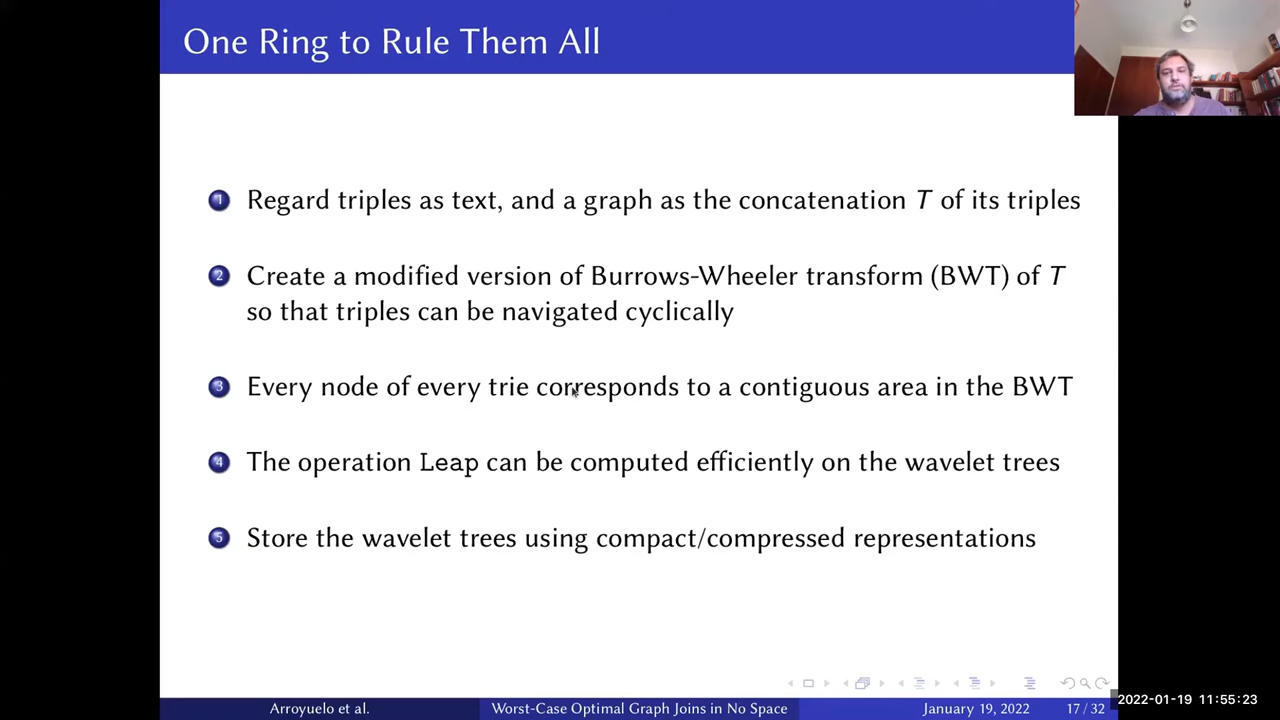 One Ring to Rule Them All
1 Regard triples as text, and a graph as the concatenation T of its triples
2 Create a modified version of Burrows-Wheeler transform (BWT) of T
so that triples can be navigated cyclically
3 Every node of every trie corresponds to a contiguous area in the BWT
4 The operation Leap can be computed efficiently on the wavelet trees
5 Store the wavelet trees using compact/compressed representations
Arroyuelo et al. Worst-Case Optimal Graph Joins in No Space January 19, 2022 17 / 32
2022-01-19 11:55:23